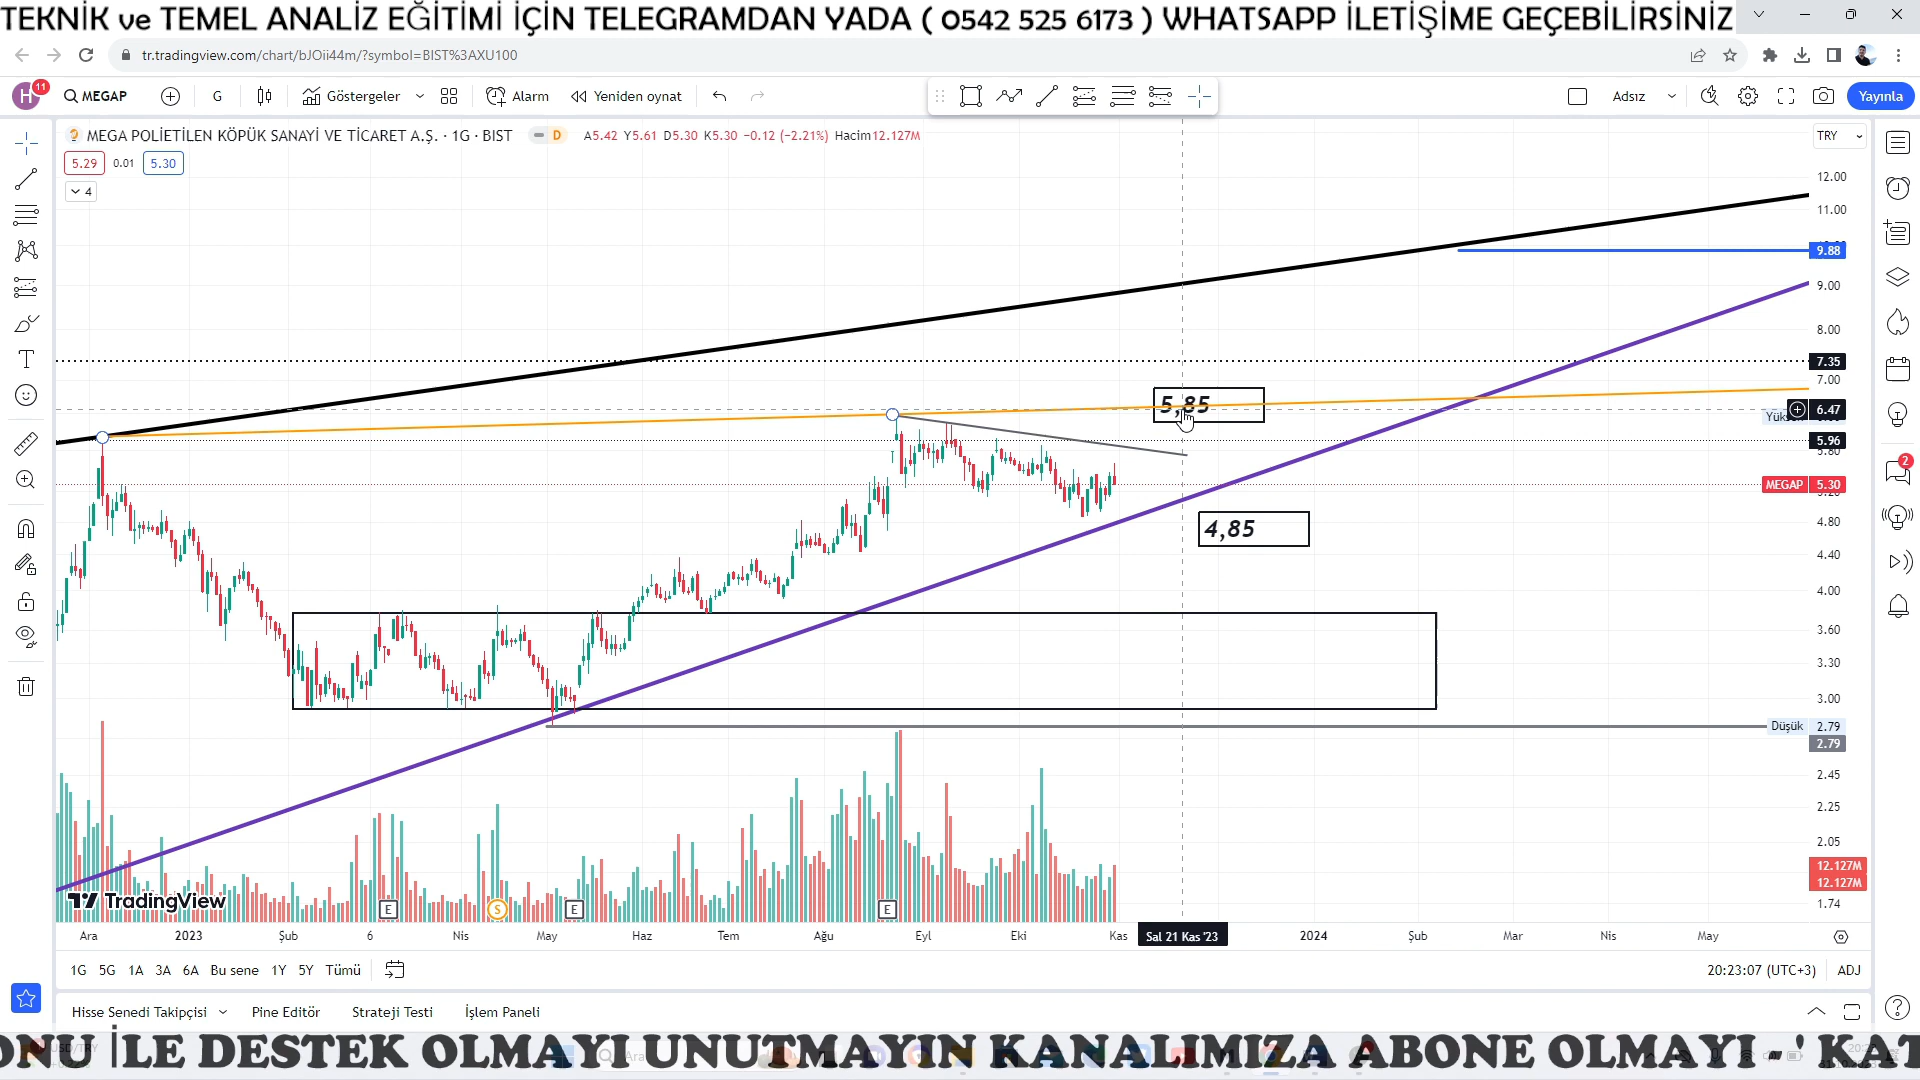 TEKNİK ve TEMEL ANALİZ EĞİTİMİ İÇİN TELEGRAMDAN YADA ( 0542 525 6173 ) WHATSAPP İLETİŞİME GEÇEBİLİRSİNİZ
tr.tradingview.com/chart/bJOii44m/?symbol=BIST%3AXU100
H 11 MEGAP G Göstergeler Alarm Yeniden oynat Adsız Yayınla
MEGA POLİETİLEN KÖPÜK SANAYİ VE TİCARET A.Ş. · 1G · BIST D A5.42 Y5.61 D5.30 K5.30 −0.12 (−2.21%) Hacim12.127M
TRY
5.29 0.01 5.30
4
12.00
11.00
9.88
9.00
8.00
7.35
7.00
5,85
6.47
5.96
5.80
MEGAP 5.30
4.80
4,85
4.40
4.00
3.60
3.30
3.00
Düşük 2.79
2.79
2.45
2.25
2.05
12.127M
12.127M
1.74
TradingView
E S E E
Ara 2023 Şub 6 Nis May Haz Tem Ağu Eyl Eki Kas Sal 21 Kas '23 2024 Şub Mar Nis May
1G 5G 1A 3A 6A Bu sene 1Y 5Y Tümü 20:23:07 (UTC+3) ADJ
Hisse Senedi Takipçisi Pine Editör Strateji Testi İşlem Paneli
2
ONU İLE DESTEK OLMAYI UNUTMAYIN KANALIMIZA ABONE OLMAYI ' KAT